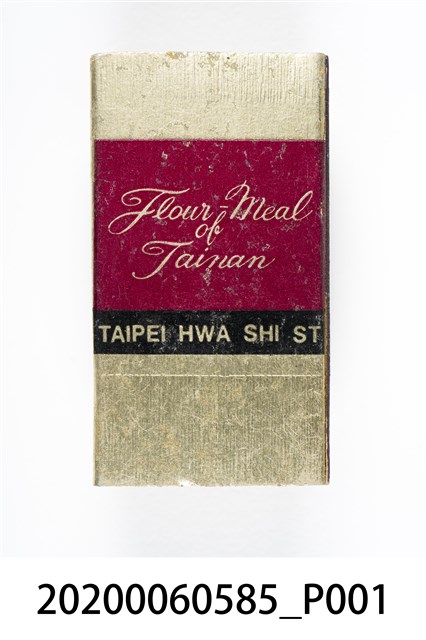 Flour-Meal
of
Tainan
TAIPEI HWA SHI ST
20200060585_P001